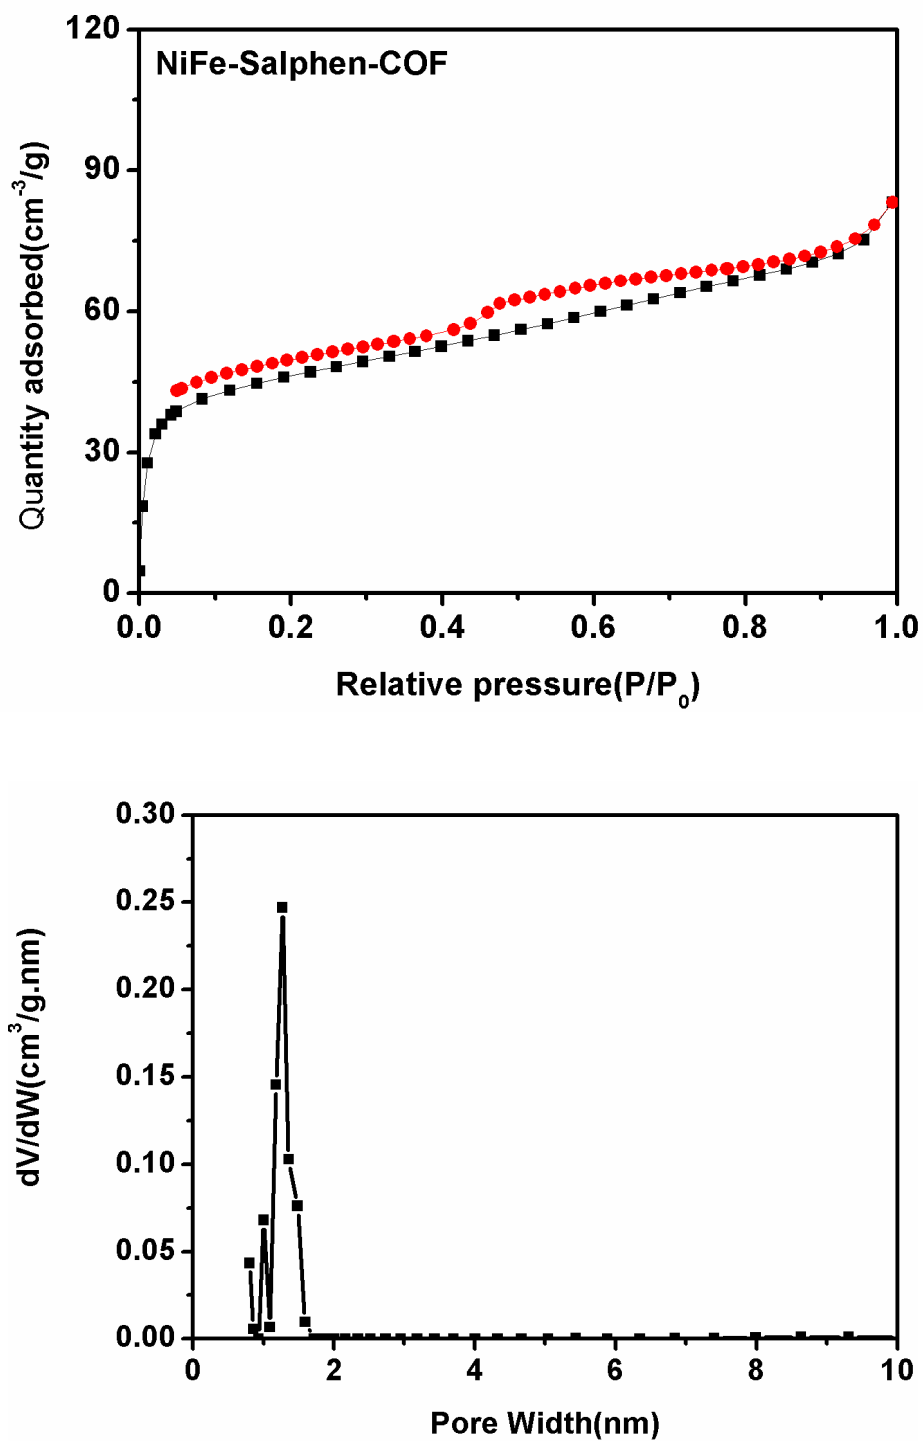 NiFe-Salphen-COF
120
90
60
30
0
Quantity adsorbed(cm⁻³/g)
0.0 0.2 0.4 0.6 0.8 1.0
Relative pressure(P/P₀)
0.30
0.25
0.20
0.15
0.10
0.05
0.00
dV/dW(cm³/g.nm)
0 2 4 6 8 10
Pore Width(nm)